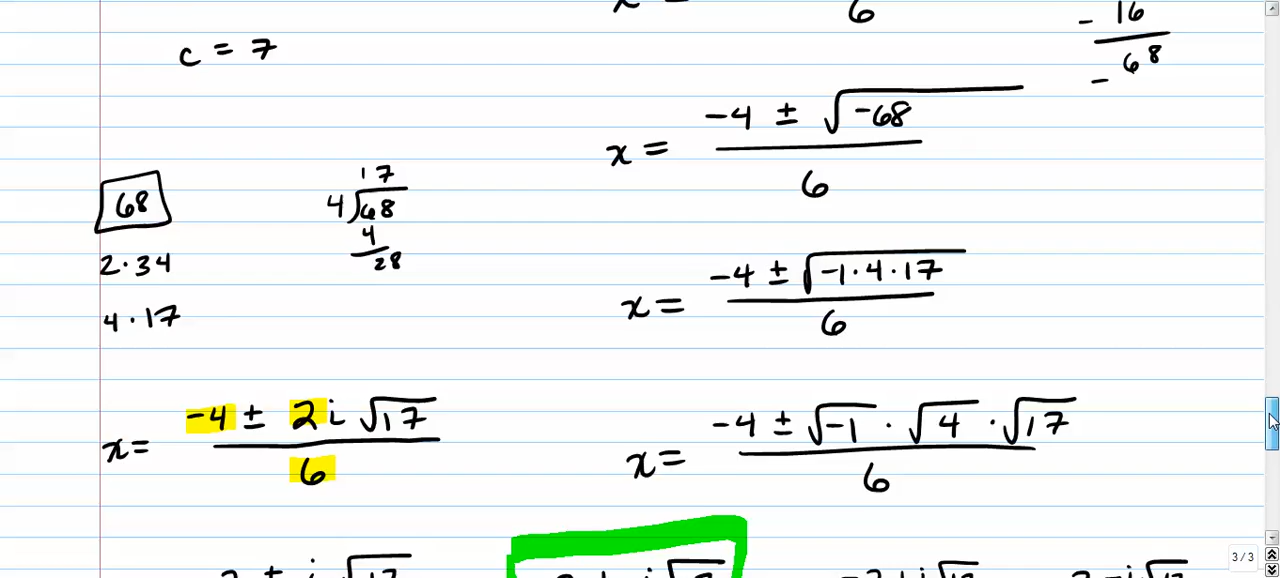 6
- 16
c = 7
- 68
x = (-4 ± √-68) / 6
68
17
4)68
4
28
2·34
4·17
x = (-4 ± √-1·4·17) / 6
x = (-4 ± 2i √17) / 6
x = (-4 ± √-1 · √4 · √17) / 6
3/3